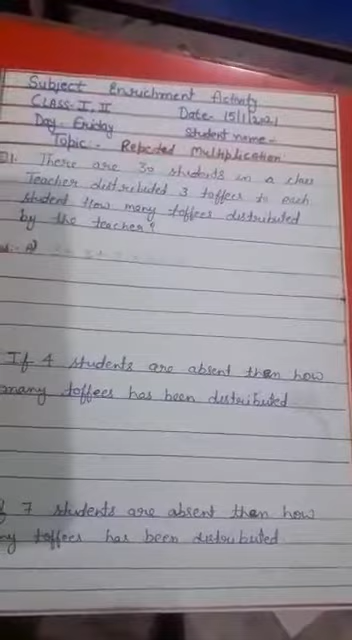 Subject Enrichment Activity
CLASS-I, II Date- 15/1/2021
Day- Friday Student name-
Topic:- Repeated Multiplication
Q1. There are 30 students in a class
Teacher distributed 3 toffees to each
student How many toffees distributed
by the teacher?
A)
If 4 students are absent then how
many toffees has been distributed
7 students are absent then how
toffees has been distributed